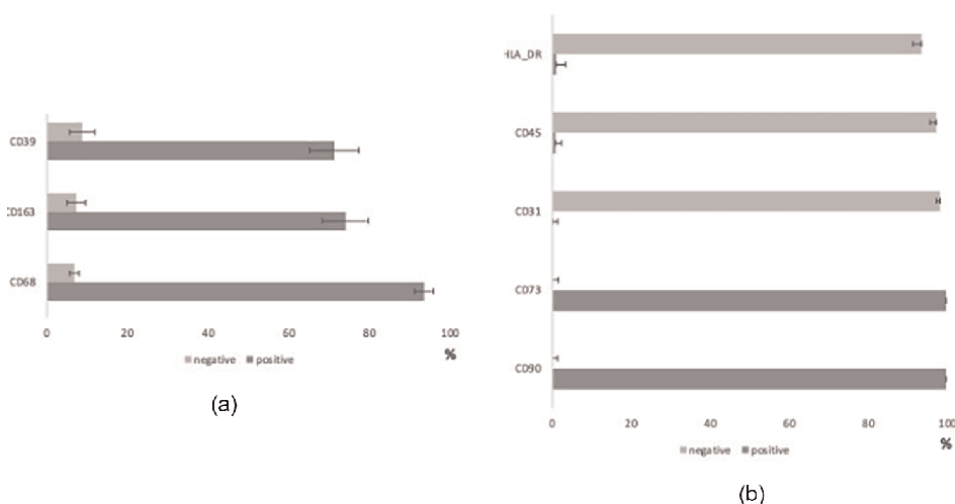 CD39
CD163
CD68
0 20 40 60 80 100
%
negative positive
(a)
HLA_DR
CD45
CD31
CD73
CD90
0 20 40 60 80 100
%
negative positive
(b)